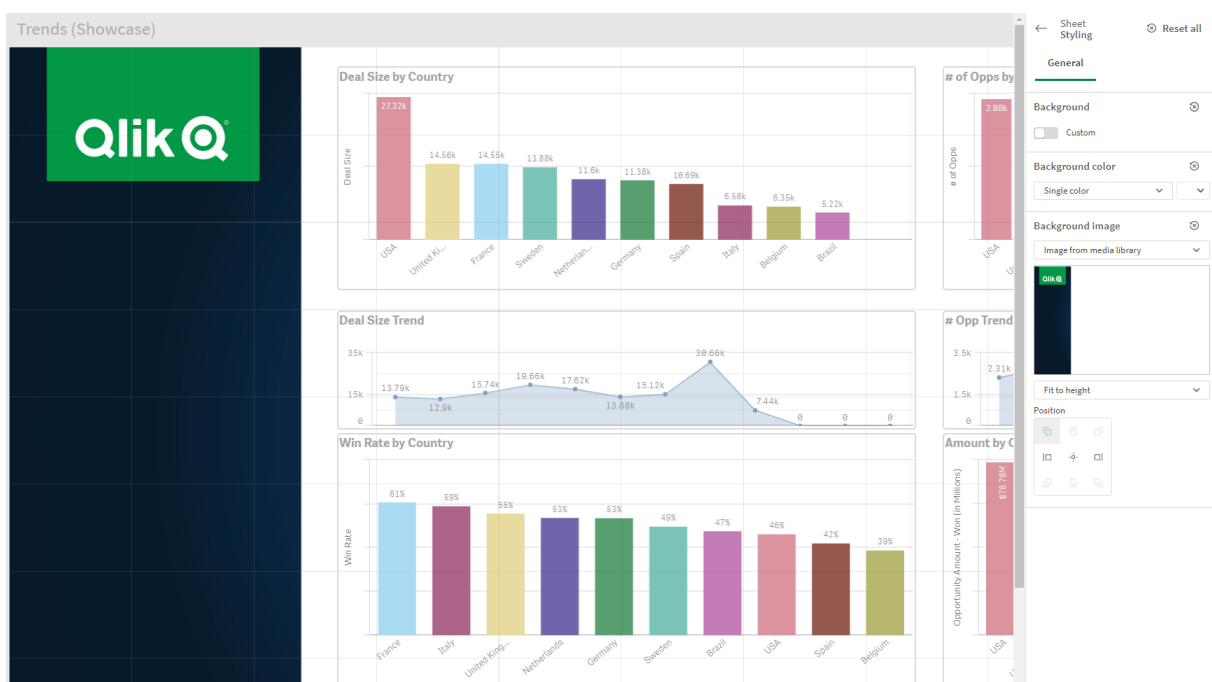 Trends (Showcase)
Qlik
Deal Size by Country
Deal Size
27.32k
14.56k
14.55k
13.88k
11.6k
11.38k
10.69k
6.58k
6.35k
5.22k
USA
United Ki...
France
Sweden
Netherlan...
Germany
Spain
Italy
Belgium
Brazil
# of Opps by
# of Opps
2.88k
USA
Deal Size Trend
35k
15k
0
13.79k
12.9k
15.74k
19.66k
17.62k
13.88k
15.12k
30.66k
7.44k
0
0
0
# Opp Trend
3.5k
1.5k
0
2.31k
Win Rate by Country
Win Rate
61%
59%
55%
53%
53%
49%
47%
46%
42%
39%
France
Italy
United King...
Netherlands
Germany
Sweden
Brazil
USA
Spain
Belgium
Amount by C
Opportunity Amount - Won (in Millions)
$78.78M
USA
Sheet
Styling
Reset all
General
Background
Custom
Background color
Single color
Background image
Image from media library
Qlik
Fit to height
Position